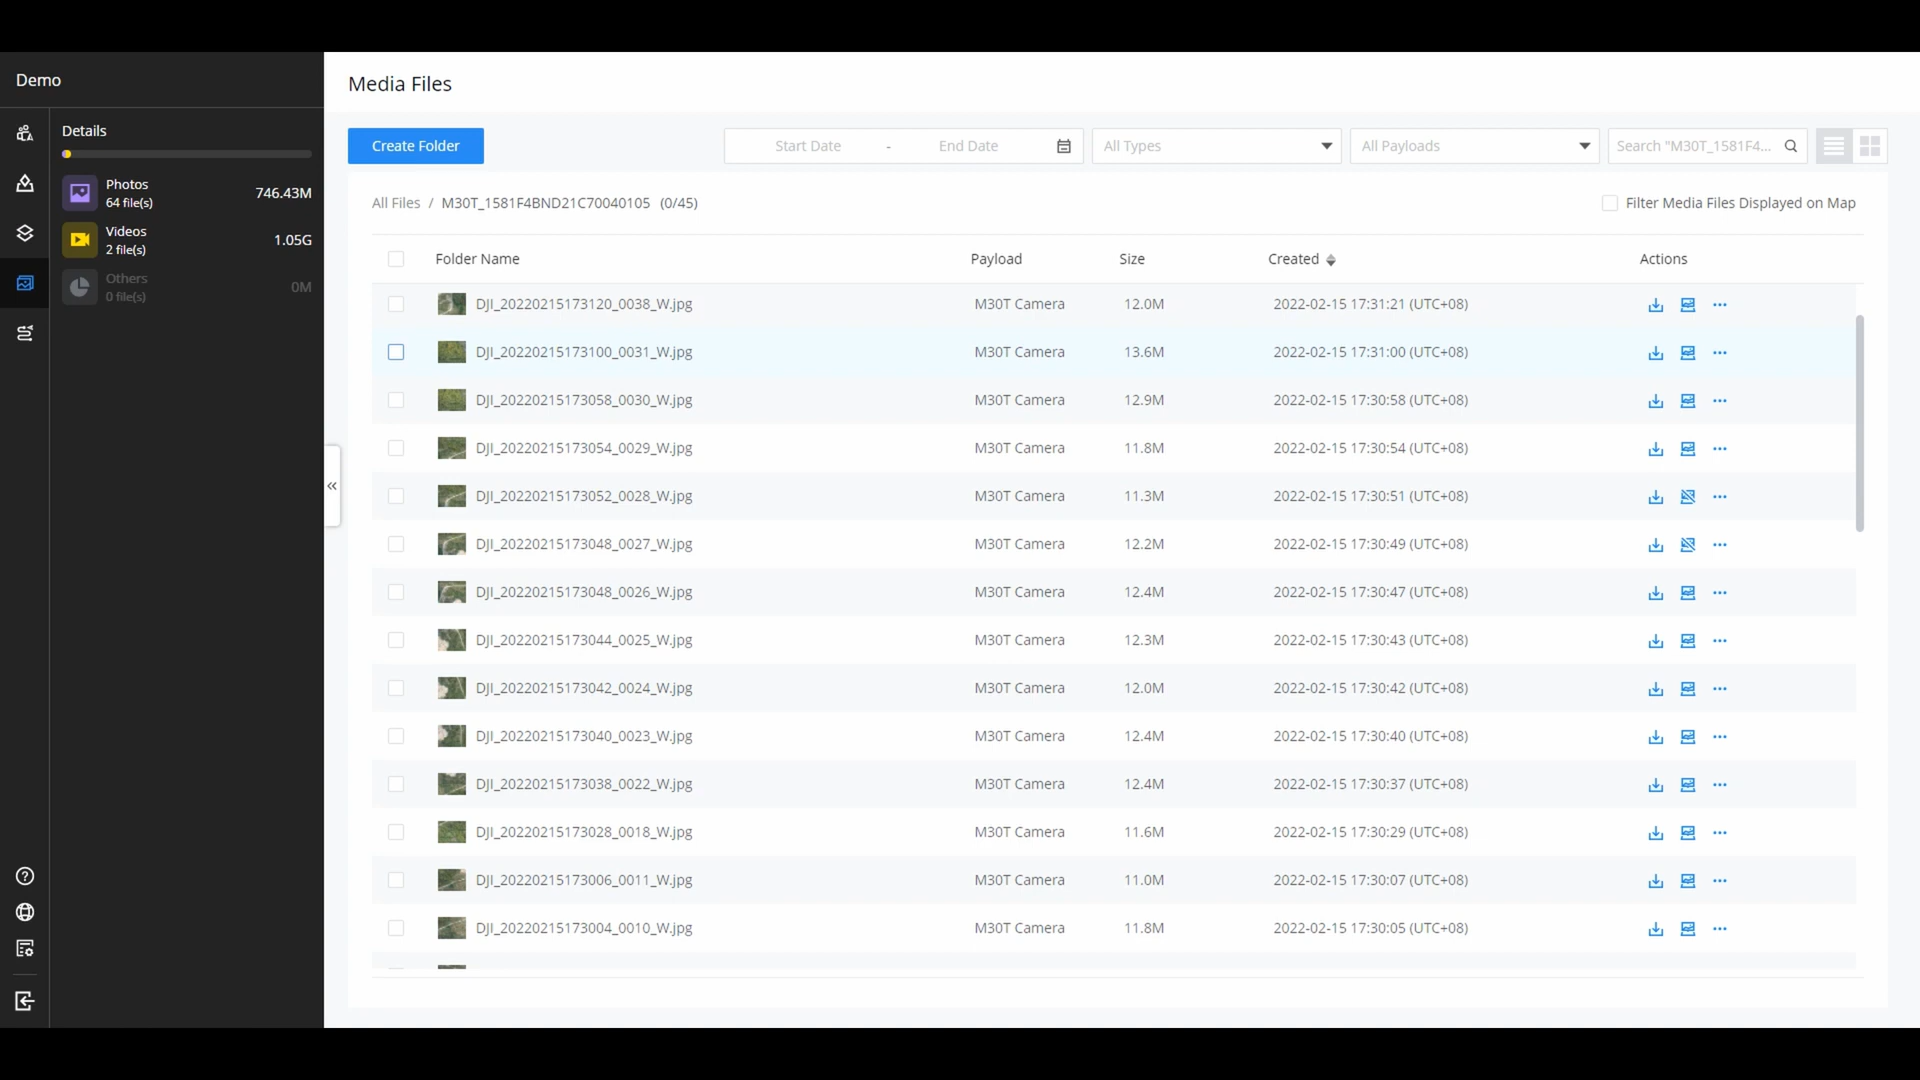 Demo
Media Files
Details
Photos
64 file(s)
746.43M
Videos
2 file(s)
1.05G
Others
0 file(s)
0M
Create Folder
Start Date - End Date
All Types
All Payloads
Search "M30T_1581F4...
All Files / M30T_1581F4BND21C70040105 (0/45)
Filter Media Files Displayed on Map
Folder Name Payload Size Created Actions
DJI_20220215173120_0038_W.jpg M30T Camera 12.0M 2022-02-15 17:31:21 (UTC+08)
DJI_20220215173100_0031_W.jpg M30T Camera 13.6M 2022-02-15 17:31:00 (UTC+08)
DJI_20220215173058_0030_W.jpg M30T Camera 12.9M 2022-02-15 17:30:58 (UTC+08)
DJI_20220215173054_0029_W.jpg M30T Camera 11.8M 2022-02-15 17:30:54 (UTC+08)
DJI_20220215173052_0028_W.jpg M30T Camera 11.3M 2022-02-15 17:30:51 (UTC+08)
DJI_20220215173048_0027_W.jpg M30T Camera 12.2M 2022-02-15 17:30:49 (UTC+08)
DJI_20220215173048_0026_W.jpg M30T Camera 12.4M 2022-02-15 17:30:47 (UTC+08)
DJI_20220215173044_0025_W.jpg M30T Camera 12.3M 2022-02-15 17:30:43 (UTC+08)
DJI_20220215173042_0024_W.jpg M30T Camera 12.0M 2022-02-15 17:30:42 (UTC+08)
DJI_20220215173040_0023_W.jpg M30T Camera 12.4M 2022-02-15 17:30:40 (UTC+08)
DJI_20220215173038_0022_W.jpg M30T Camera 12.4M 2022-02-15 17:30:37 (UTC+08)
DJI_20220215173028_0018_W.jpg M30T Camera 11.6M 2022-02-15 17:30:29 (UTC+08)
DJI_20220215173006_0011_W.jpg M30T Camera 11.0M 2022-02-15 17:30:07 (UTC+08)
DJI_20220215173004_0010_W.jpg M30T Camera 11.8M 2022-02-15 17:30:05 (UTC+08)